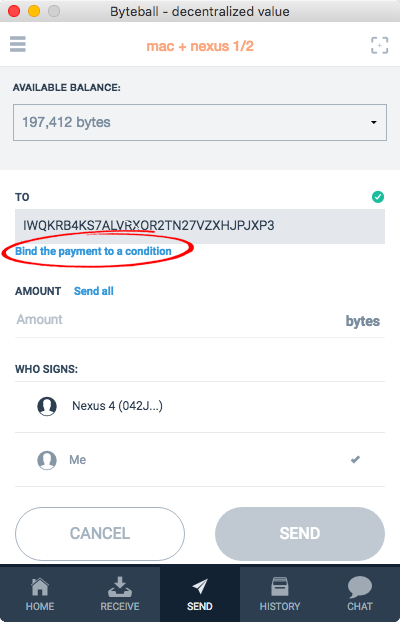 Byteball - decentralized value
mac + nexus 1/2
AVAILABLE BALANCE:
197,412 bytes
TO
IWQKRB4KS7ALVRXOR2TN27VZXHJPJXP3
Bind the payment to a condition
AMOUNT Send all
Amount bytes
WHO SIGNS:
Nexus 4 (042J...)
Me
CANCEL SEND
HOME RECEIVE SEND HISTORY CHAT